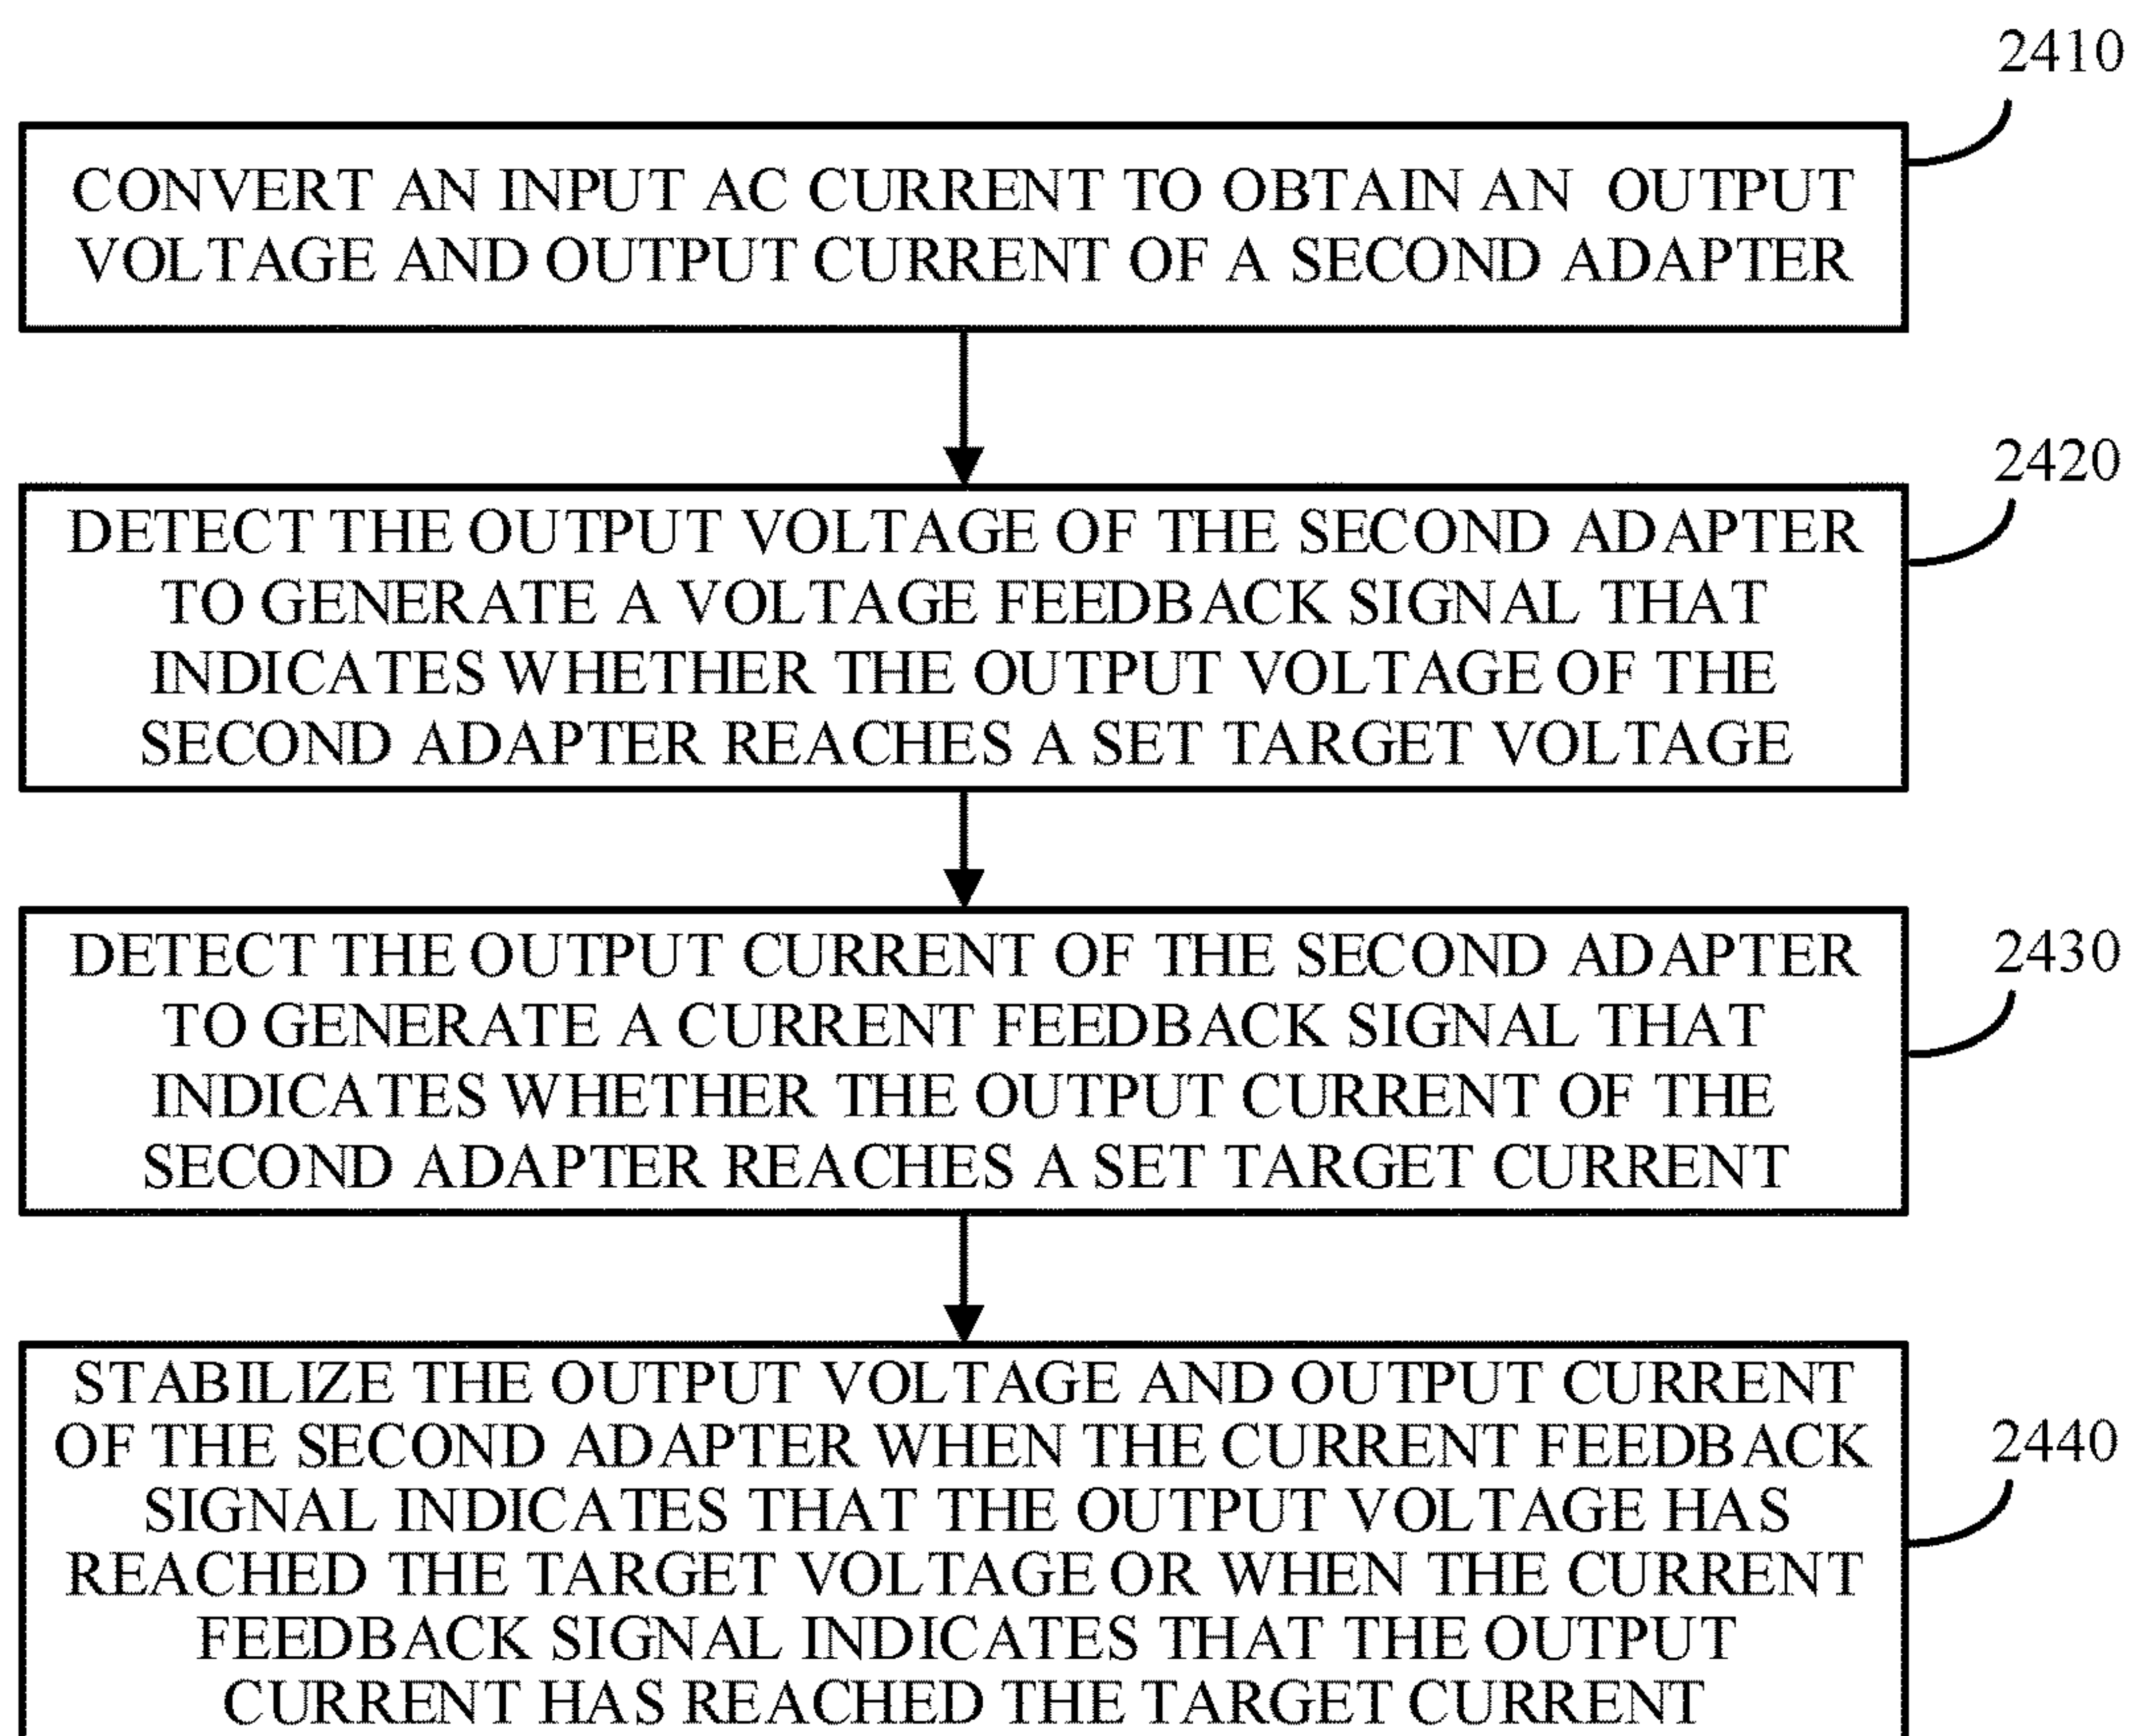 2410
CONVERT AN INPUT AC CURRENT TO OBTAIN AN OUTPUT
VOLTAGE AND OUTPUT CURRENT OF A SECOND ADAPTER
2420
DETECT THE OUTPUT VOLTAGE OF THE SECOND ADAPTER
TO GENERATE A VOLTAGE FEEDBACK SIGNAL THAT
INDICATES WHETHER THE OUTPUT VOLTAGE OF THE
SECOND ADAPTER REACHES A SET TARGET VOLTAGE
2430
DETECT THE OUTPUT CURRENT OF THE SECOND ADAPTER
TO GENERATE A CURRENT FEEDBACK SIGNAL THAT
INDICATES WHETHER THE OUTPUT CURRENT OF THE
SECOND ADAPTER REACHES A SET TARGET CURRENT
2440
STABILIZE THE OUTPUT VOLTAGE AND OUTPUT CURRENT
OF THE SECOND ADAPTER WHEN THE CURRENT FEEDBACK
SIGNAL INDICATES THAT THE OUTPUT VOLTAGE HAS
REACHED THE TARGET VOLTAGE OR WHEN THE CURRENT
FEEDBACK SIGNAL INDICATES THAT THE OUTPUT
CURRENT HAS REACHED THE TARGET CURRENT